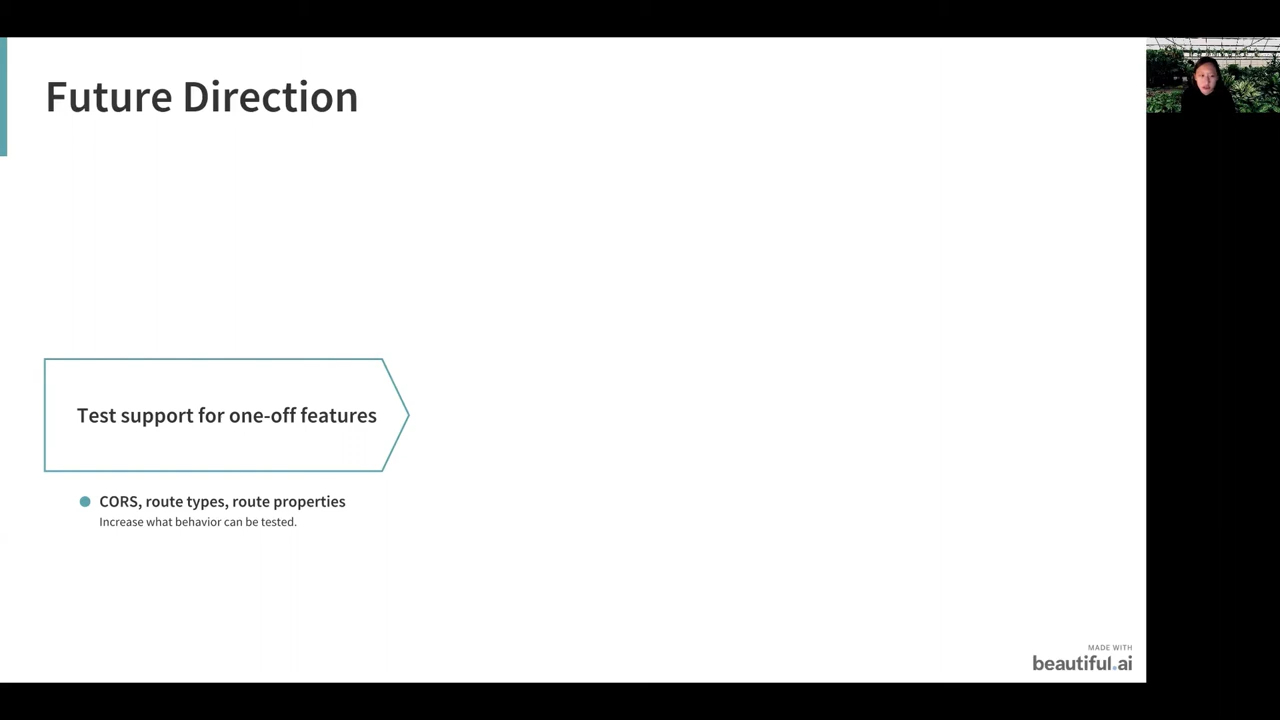 Future Direction
Test support for one-off features
CORS, route types, route properties
Increase what behavior can be tested.
MADE WITH
beautiful.ai